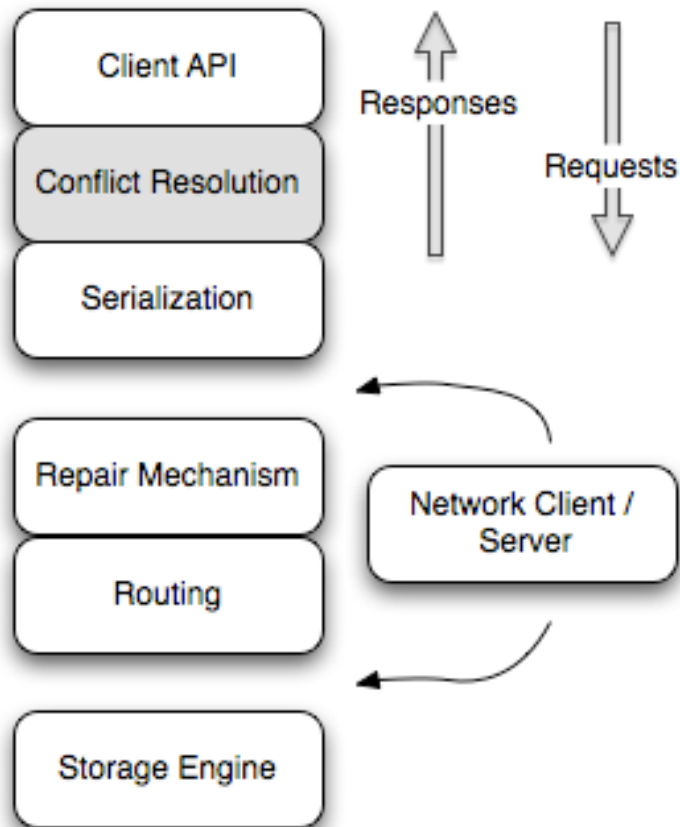 Client API
Responses
Conflict Resolution
Requests
Serialization
Repair Mechanism
Network Client /
Server
Routing
Storage Engine